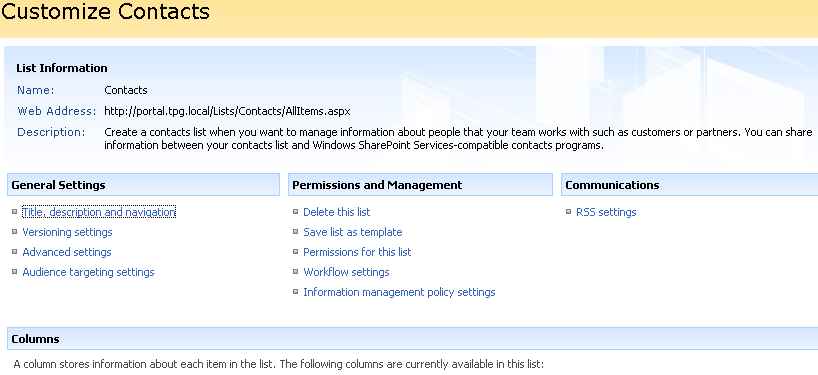 Customize Contacts
List Information
Name: Contacts
Web Address: http://portal.tpg.local/Lists/Contacts/AllItems.aspx
Description: Create a contacts list when you want to manage information about people that your team works with such as customers or partners. You can share
information between your contacts list and Windows SharePoint Services-compatible contacts programs.
General Settings
Title, description and navigation
Versioning settings
Advanced settings
Audience targeting settings
Permissions and Management
Delete this list
Save list as template
Permissions for this list
Workflow settings
Information management policy settings
Communications
RSS settings
Columns
A column stores information about each item in the list. The following columns are currently available in this list: